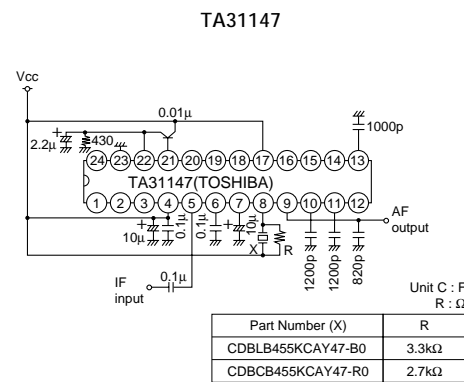 TA31147
Vcc
0.01μ
1000p
2.2μ
430
24 23 22 21 20 19 18 17 16 15 14 13
TA31147(TOSHIBA)
1 2 3 4 5 6 7 8 9 10 11 12
AF
output
10μ
0.1μ
0.1μ
10μ
X
R
1200p
1200p
820p
IF
input
0.1μ
Unit C : F
R : Ω
Part Number (X) R
CDBLB455KCAY47-B0 3.3kΩ
CDBCB455KCAY47-R0 2.7kΩ